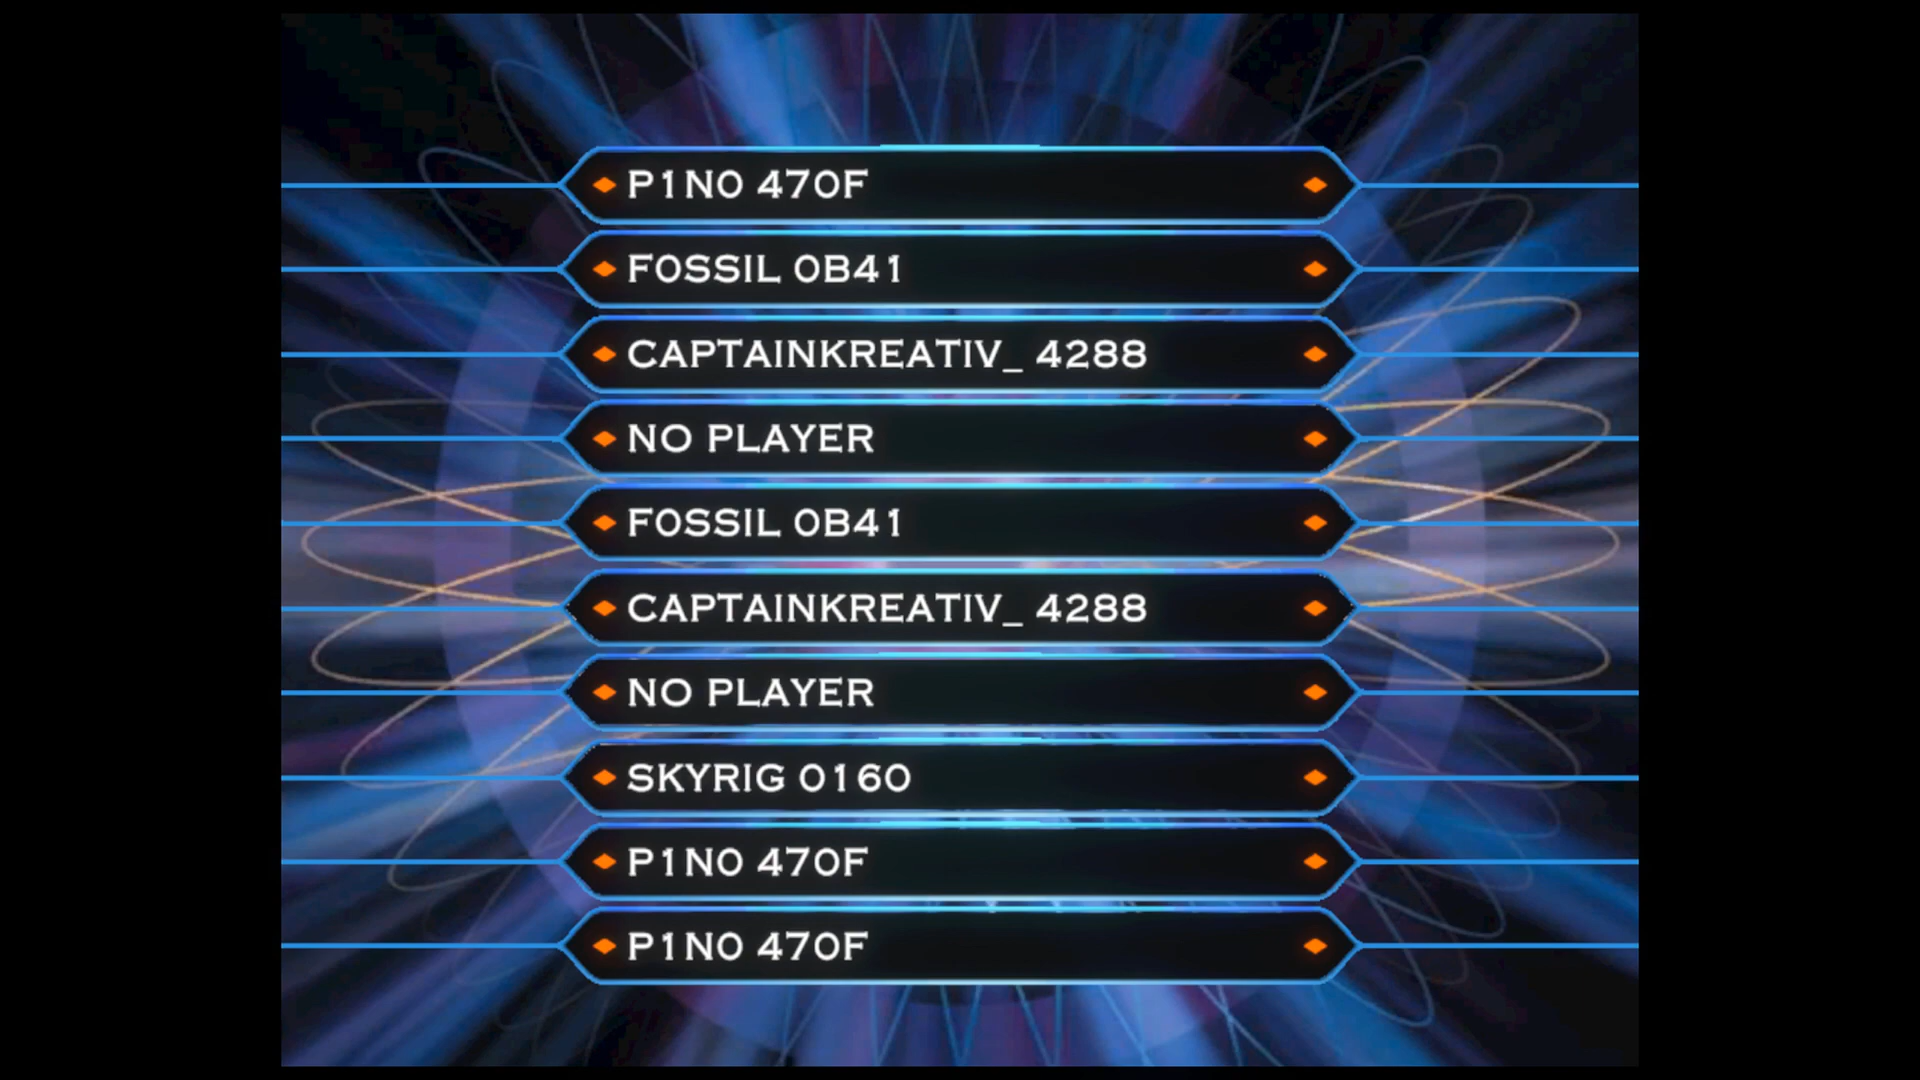 P1NO 470F
FOSSIL 0B41
CAPTAINKREATIV_ 4288
NO PLAYER
FOSSIL 0B41
CAPTAINKREATIV_ 4288
NO PLAYER
SKYRIG 0160
P1NO 470F
P1NO 470F